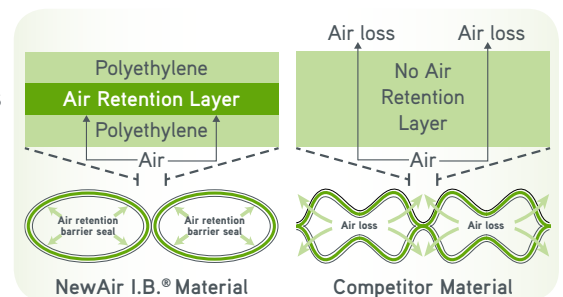 Air loss
Air loss
Polyethylene
Air Retention Layer
Polyethylene
Air
No Air
Retention
Layer
Air
Air retention
barrier seal
Air retention
barrier seal
Air loss
Air loss
NewAir I.B.® Material
Competitor Material